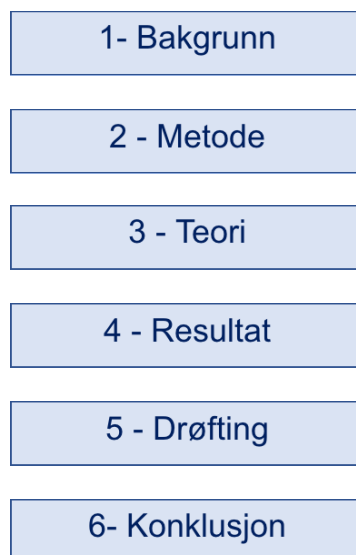 1- Bakgrunn
2 - Metode
3 - Teori
4 - Resultat
5 - Drøfting
6- Konklusjon